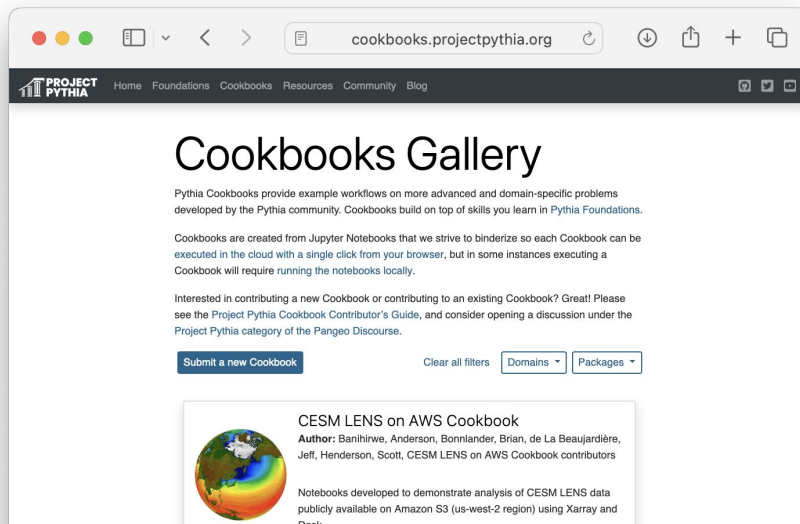 cookbooks.projectpythia.org
PROJECT
PYTHIA
Home Foundations Cookbooks Resources Community Blog
Cookbooks Gallery
Pythia Cookbooks provide example workflows on more advanced and domain-specific problems
developed by the Pythia community. Cookbooks build on top of skills you learn in Pythia Foundations.
Cookbooks are created from Jupyter Notebooks that we strive to binderize so each Cookbook can be
executed in the cloud with a single click from your browser, but in some instances executing a
Cookbook will require running the notebooks locally.
Interested in contributing a new Cookbook or contributing to an existing Cookbook? Great! Please
see the Project Pythia Cookbook Contributor's Guide, and consider opening a discussion under the
Project Pythia category of the Pangeo Discourse.
Submit a new Cookbook Clear all filters Domains Packages
CESM LENS on AWS Cookbook
Author: Banihirwe, Anderson, Bonnlander, Brian, de La Beaujardière,
Jeff, Henderson, Scott, CESM LENS on AWS Cookbook contributors
Notebooks developed to demonstrate analysis of CESM LENS data
publicly available on Amazon S3 (us-west-2 region) using Xarray and